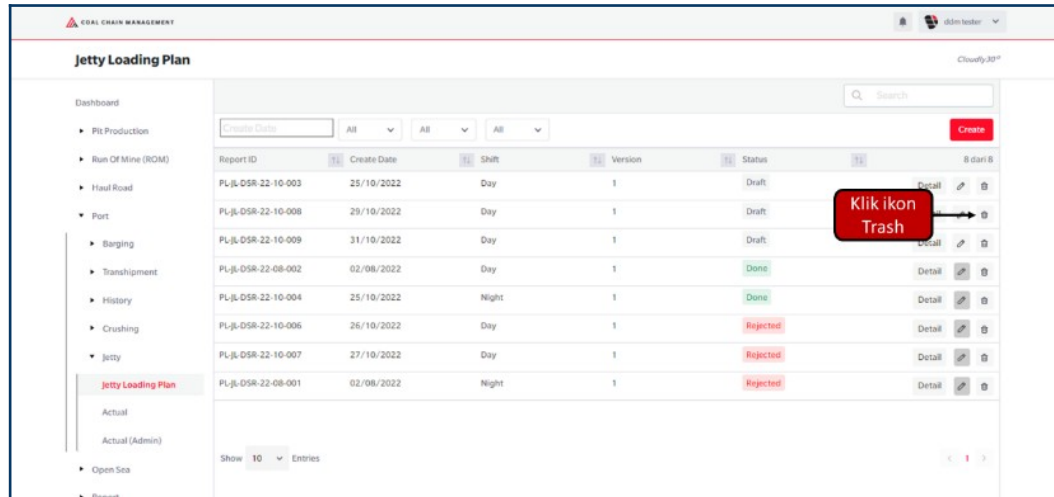 COAL CHAIN MANAGEMENT
ddm tester
Jetty Loading Plan
Cloudly30
Dashboard
Pit Production
Run Of Mine (ROM)
Haul Road
Port
Barging
Transhipment
History
Crushing
Jetty
Jetty Loading Plan
Actual
Actual (Admin)
Open Sea
Report
Search
Create Date All All All Create
Report ID Create Date Shift Version Status 8 dari 8
PL-JL-DSR-22-10-003 25/10/2022 Day 1 Draft Detail
PL-JL-DSR-22-10-008 29/10/2022 Day 1 Draft
PL-JL-DSR-22-10-009 31/10/2022 Day 1 Draft Detail
PL-JL-DSR-22-08-002 02/08/2022 Day 1 Done Detail
PL-JL-DSR-22-10-004 25/10/2022 Night 1 Done Detail
PL-JL-DSR-22-10-006 26/10/2022 Day 1 Rejected Detail
PL-JL-DSR-22-10-007 27/10/2022 Day 1 Rejected Detail
PL-JL-DSR-22-08-001 02/08/2022 Night 1 Rejected Detail
Klik ikon
Trash
Show 10 Entries 1